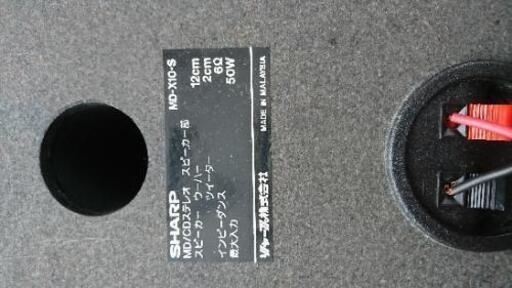 SHARP
MD/CDステレオ スピーカー部 MD-X10-S
スピーカー ウーハー 12cm
ツイーター 2cm
インピーダンス 6Ω
最大入力 50W
シャープ株式会社 MADE IN MALAYSIA